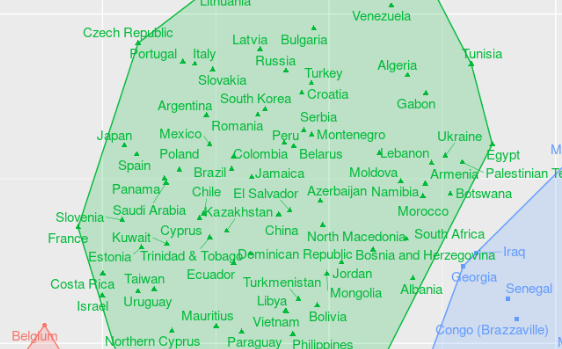 Lithuania
Venezuela
Czech Republic
Latvia
Bulgaria
Portugal
Italy
Tunisia
Russia
Algeria
Slovakia
Turkey
Croatia
South Korea
Gabon
Argentina
Serbia
Romania
Japan
Mexico
Peru
Montenegro
Ukraine
M
Poland
Colombia
Belarus
Lebanon
Egypt
Spain
Brazil
Jaimaca
Moldova
Armenia
Palestinian Te
Panama
Chile
El Salvador
Azerbaijan
Namibia
Botswana
Saudi Arabia
Kazakhstan
Morocco
Slovenia
Cyprus
China
France
Kuwait
North Macedonia
South Africa
Estonia
Trinidad & Tobago
Dominican Republic
Bosnia and Herzegovina
Iraq
Ecuador
Jordan
Georgia
Costa Rica
Taiwan
Turkmenistan
Mongolia
Albania
Senegal
Israel
Uruguay
Libya
Mauritius
Vietnam
Bolivia
Congo (Brazzaville)
Belgium
Northern Cyprus
Paraguay
Philippines
M